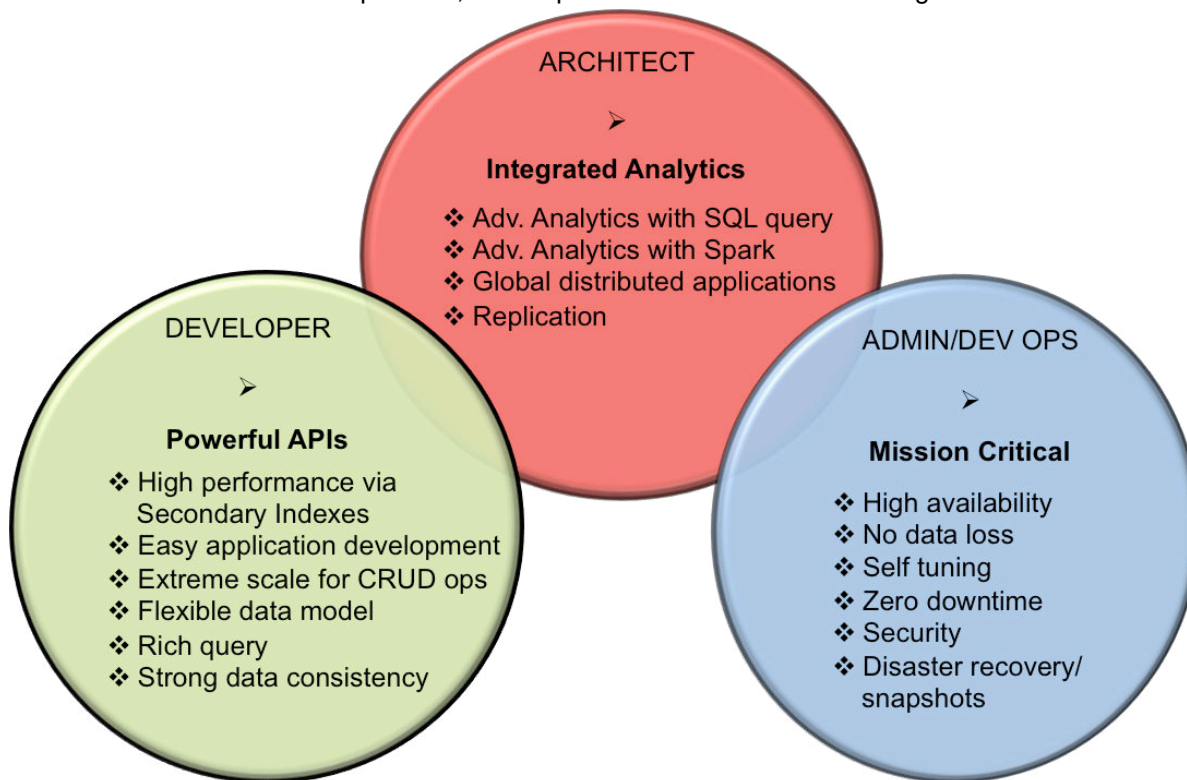 ARCHITECT
➢
Integrated Analytics
❖ Adv. Analytics with SQL query
❖ Adv. Analytics with Spark
❖ Global distributed applications
❖ Replication
DEVELOPER
➢
Powerful APIs
❖ High performance via
Secondary Indexes
❖ Easy application development
❖ Extreme scale for CRUD ops
❖ Flexible data model
❖ Rich query
❖ Strong data consistency
ADMIN/DEV OPS
➢
Mission Critical
❖ High availability
❖ No data loss
❖ Self tuning
❖ Zero downtime
❖ Security
❖ Disaster recovery/
snapshots